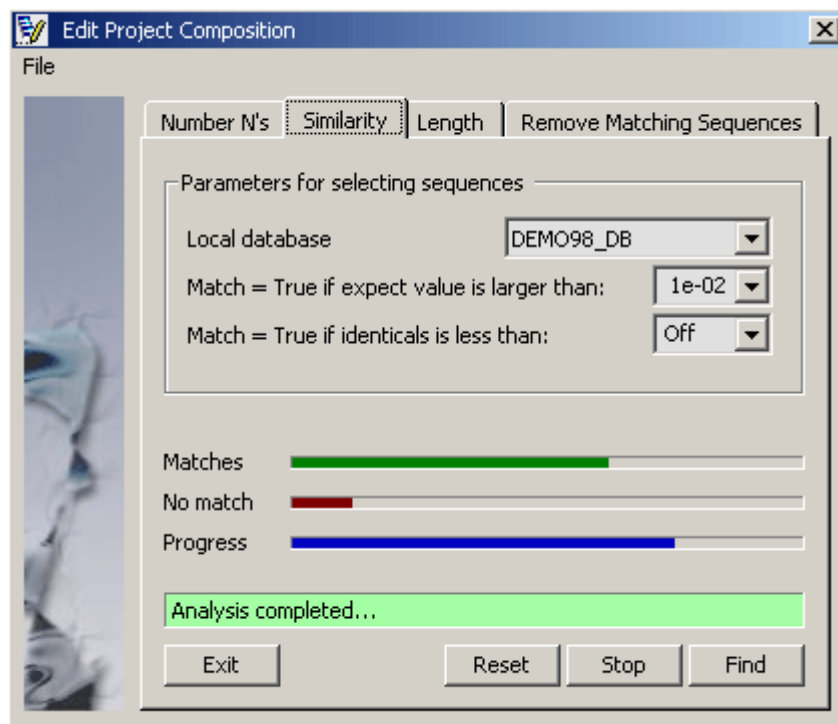 Edit Project Composition
File
Number N's Similarity Length Remove Matching Sequences
Parameters for selecting sequences
Local database DEMO98_DB
Match = True if expect value is larger than: 1e-02
Match = True if identicals is less than: Off
Matches
No match
Progress
Analysis completed...
Exit Reset Stop Find